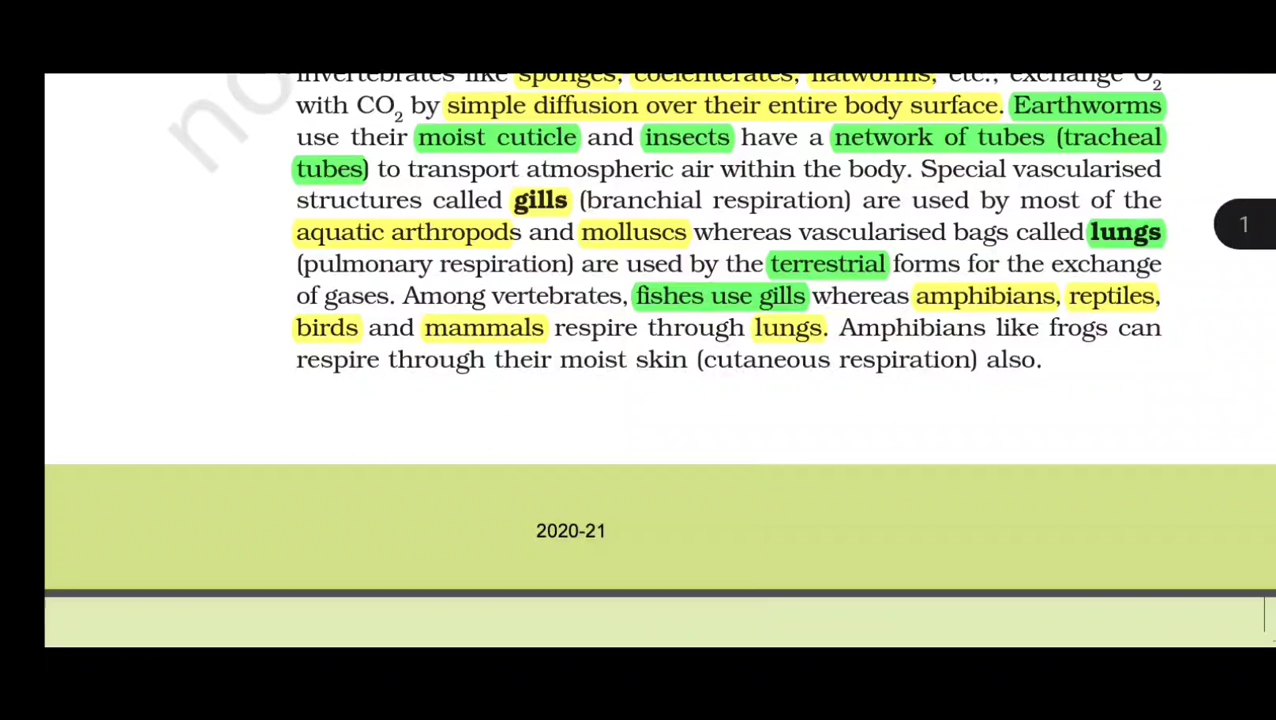 invertebrates like sponges, coelenterates, flatworms, etc., exchange O₂
with CO₂ by simple diffusion over their entire body surface. Earthworms
use their moist cuticle and insects have a network of tubes (tracheal
tubes) to transport atmospheric air within the body. Special vascularised
structures called gills (branchial respiration) are used by most of the
aquatic arthropods and molluscs whereas vascularised bags called lungs
(pulmonary respiration) are used by the terrestrial forms for the exchange
of gases. Among vertebrates, fishes use gills whereas amphibians, reptiles,
birds and mammals respire through lungs. Amphibians like frogs can
respire through their moist skin (cutaneous respiration) also.
no
1
2020-21